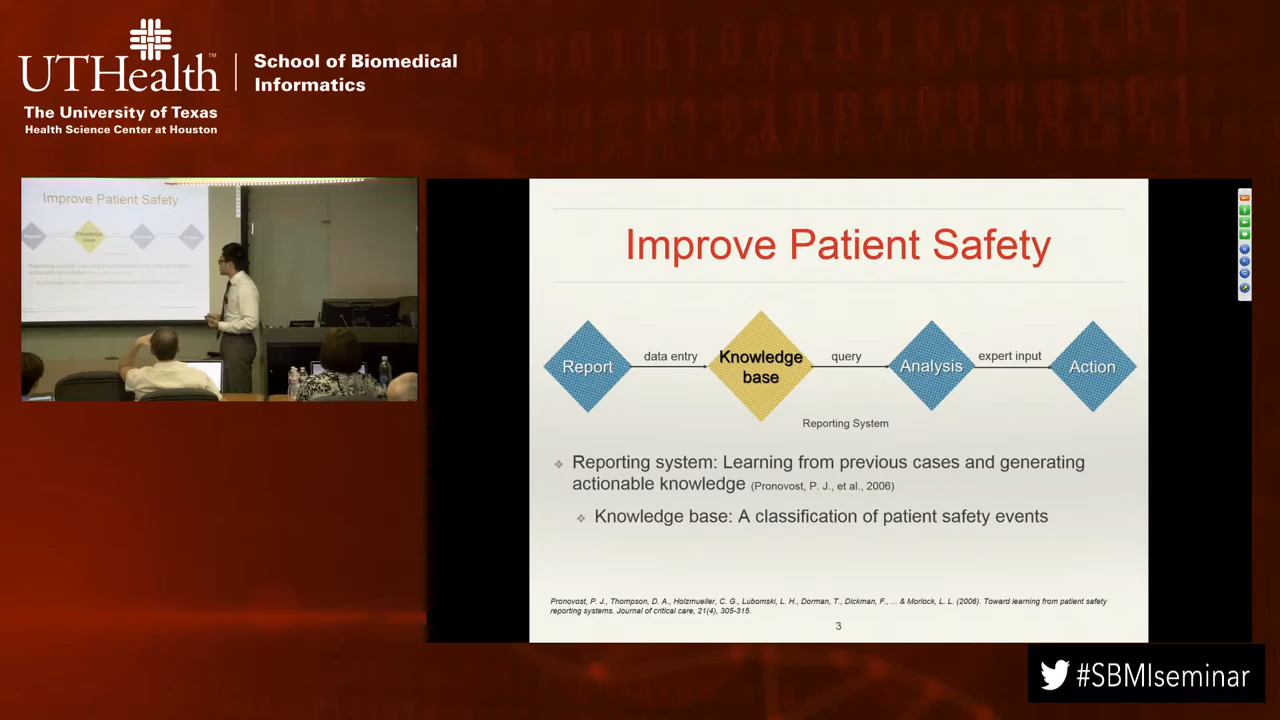 UTHealth™
School of Biomedical
Informatics
The University of Texas
Health Science Center at Houston
Improve Patient Safety
Knowledge
base
Improve Patient Safety
Report
data entry
Knowledge
base
query
Analysis
expert input
Action
Reporting System
Reporting system: Learning from previous cases and generating
actionable knowledge (Pronovost, P. J., et al., 2006)
Knowledge base: A classification of patient safety events
Pronovost, P. J., Thompson, D. A., Holzmueller, C. G., Lubomski, L. H., Dorman, T., Dickman, F., ... & Morlock, L. L. (2006). Toward learning from patient safety
reporting systems. Journal of critical care, 21(4), 305-315.
3
#SBMIseminar